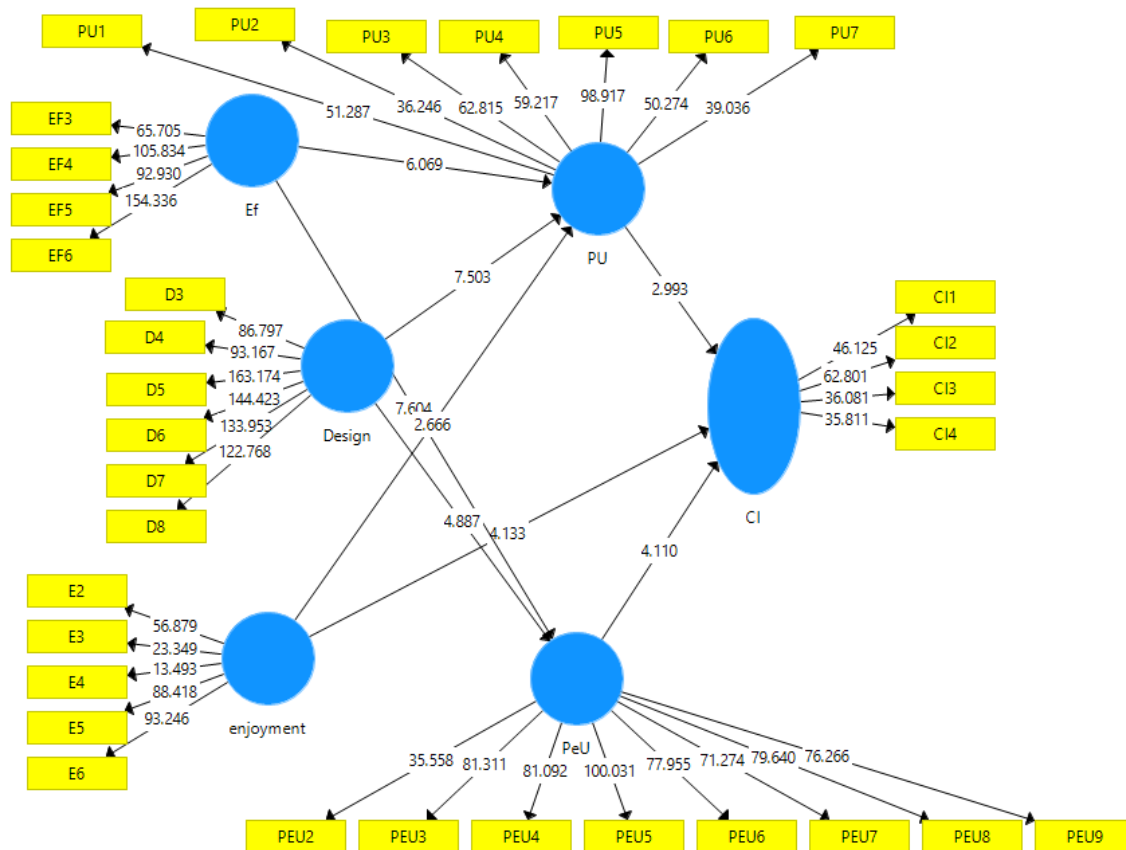 PU1
PU2
PU3
PU4
PU5
PU6
PU7
51.287
36.246
62.815
59.217
98.917
50.274
39.036
EF3
EF4
EF5
EF6
65.705
105.834
92.930
154.336
Ef
6.069
PU
7.503
2.993
D3
D4
D5
D6
D7
D8
86.797
93.167
163.174
144.423
133.953
122.768
Design
7.604
2.666
CI1
CI2
CI3
CI4
46.125
62.801
36.081
35.811
CI
4.887
4.133
4.110
E2
E3
E4
E5
E6
56.879
23.349
13.493
88.418
93.246
enjoyment
PeU
35.558
81.311
81.092
100.031
77.955
71.274
79.640
76.266
PEU2
PEU3
PEU4
PEU5
PEU6
PEU7
PEU8
PEU9